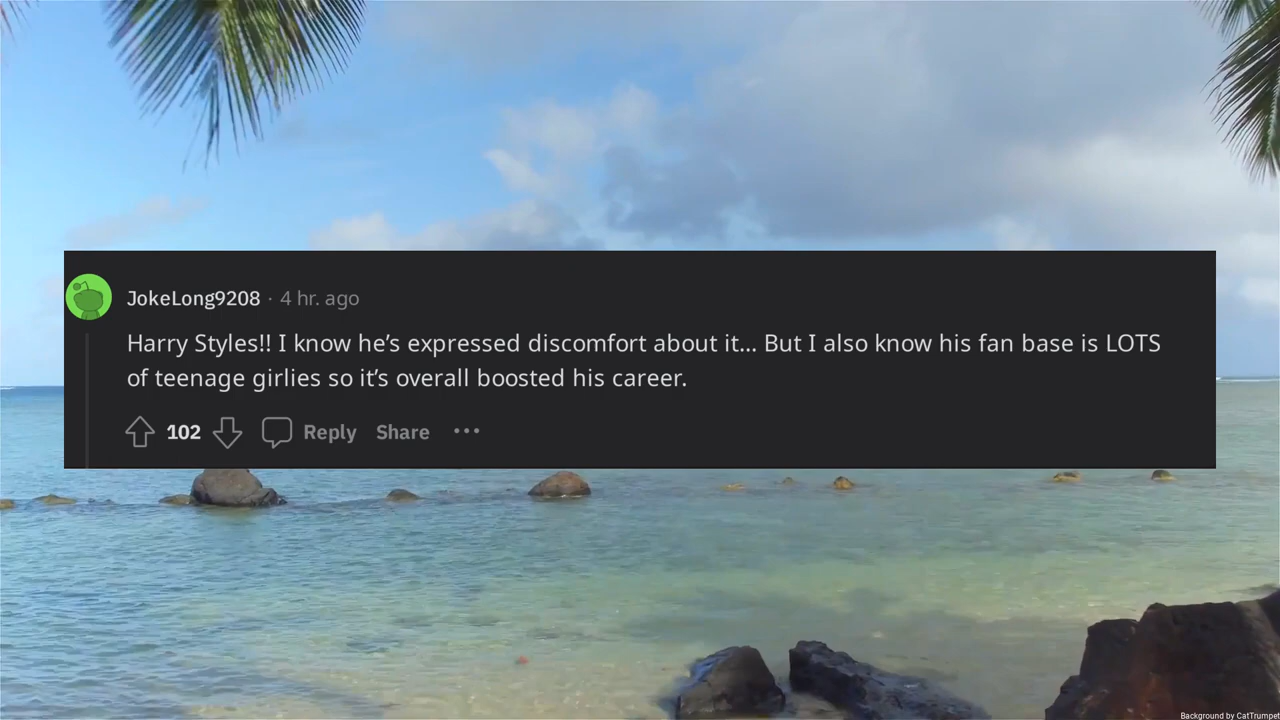 JokeLong9208 · 4 hr. ago
Harry Styles!! I know he’s expressed discomfort about it... But I also know his fan base is LOTS
of teenage girlies so it’s overall boosted his career.
102 Reply Share ···
Background by CatTrumpet